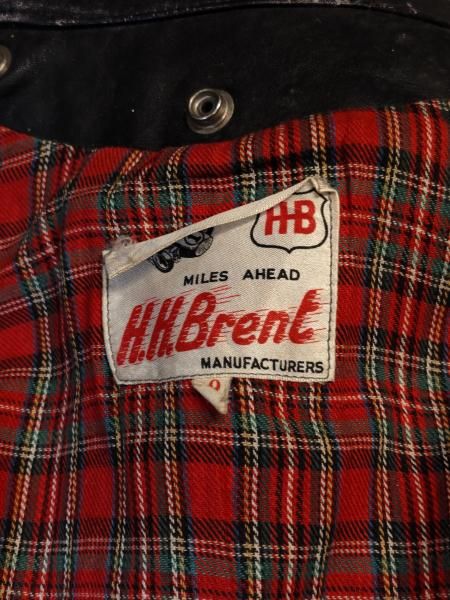 H-B
MILES AHEAD
H.H.Brent
MANUFACTURERS